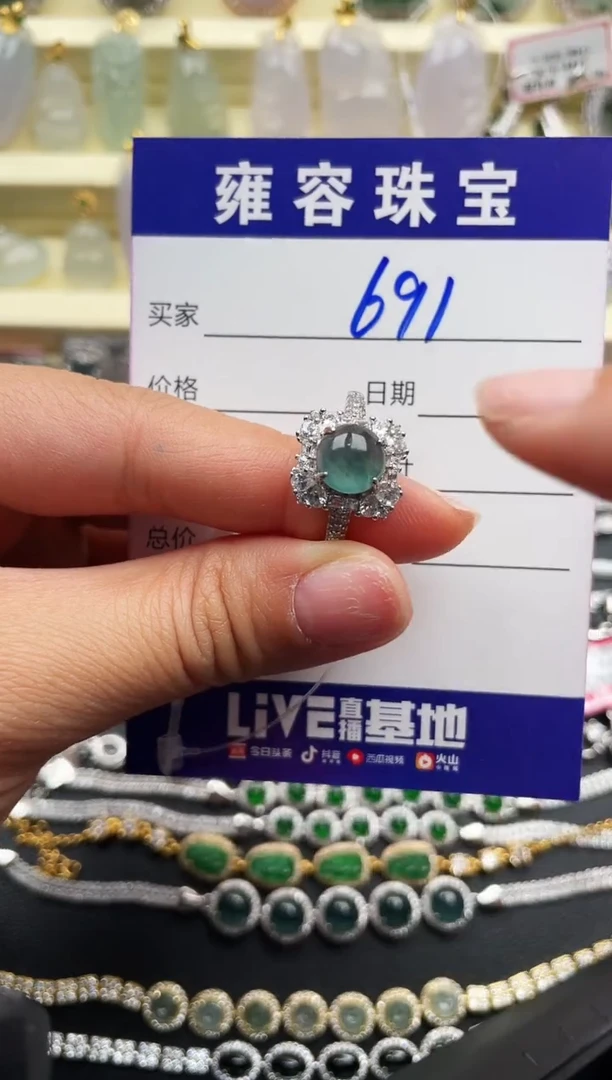 雍容珠宝
买家 691
价格 日期
计
总价
LiVE直播基地
今日头条 抖音 西瓜视频 火山